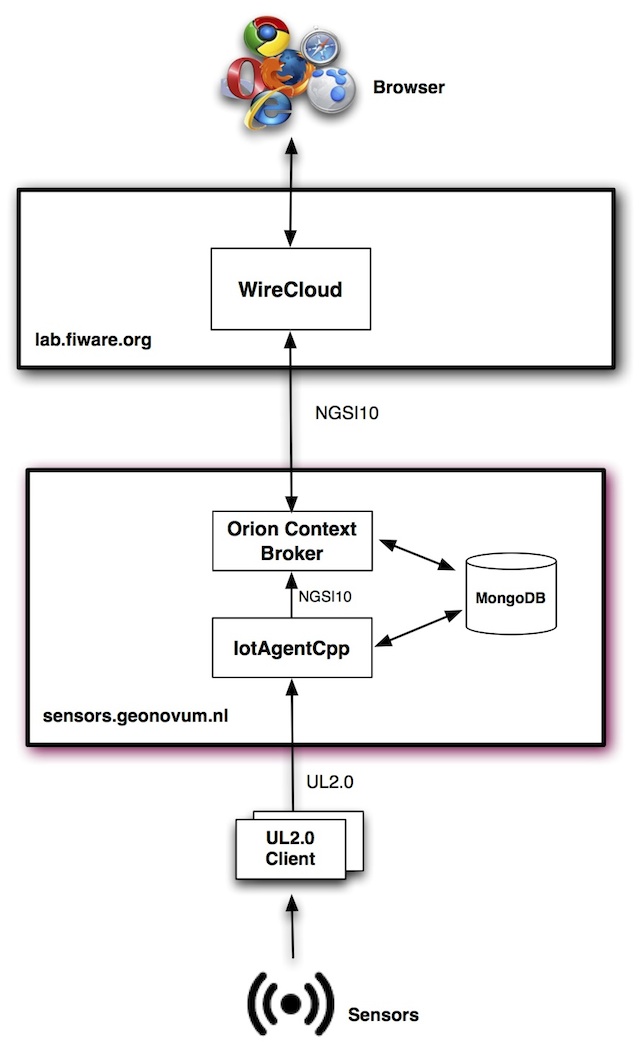 Browser
WireCloud
lab.fiware.org
NGSI10
Orion Context
Broker
MongoDB
NGSI10
IotAgentCpp
sensors.geonovum.nl
UL2.0
UL2.0
Client
Sensors